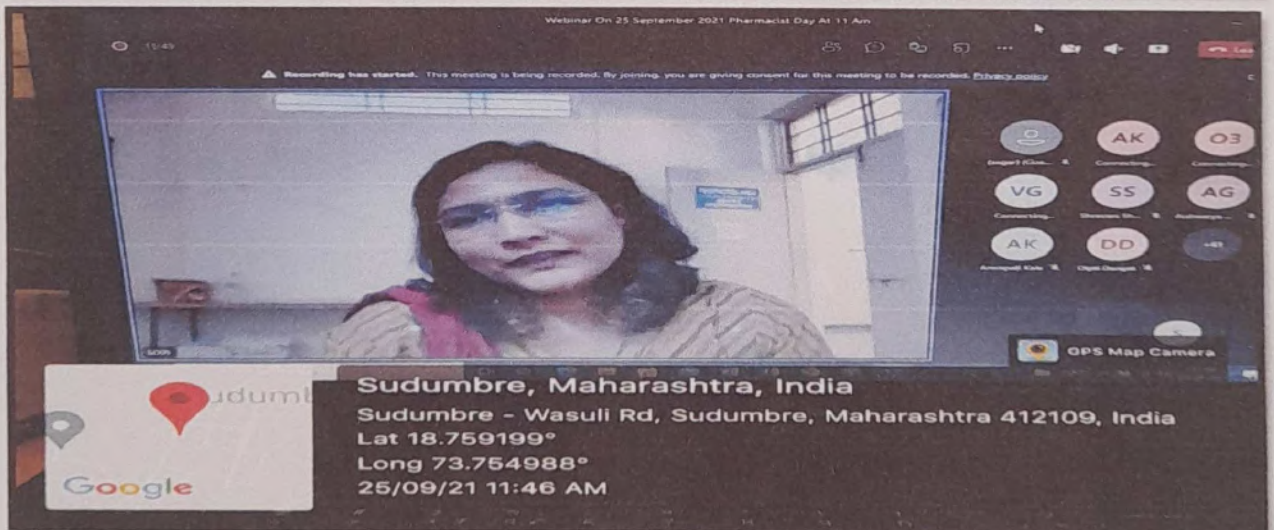 Webinar On 25 September 2021 Pharmacist Day At 11 Am
Recording has started. This meeting is being recorded. By joining, you are giving consent for this meeting to be recorded. Privacy policy
AK
O3
Connecting...
Connecting...
VG
SS
AG
Connecting...
AK
DD
GPS Map Camera
Sudumbre, Maharashtra, India
Sudumbre - Wasuli Rd, Sudumbre, Maharashtra 412109, India
Lat 18.759199°
Long 73.754988°
25/09/21 11:46 AM
Google